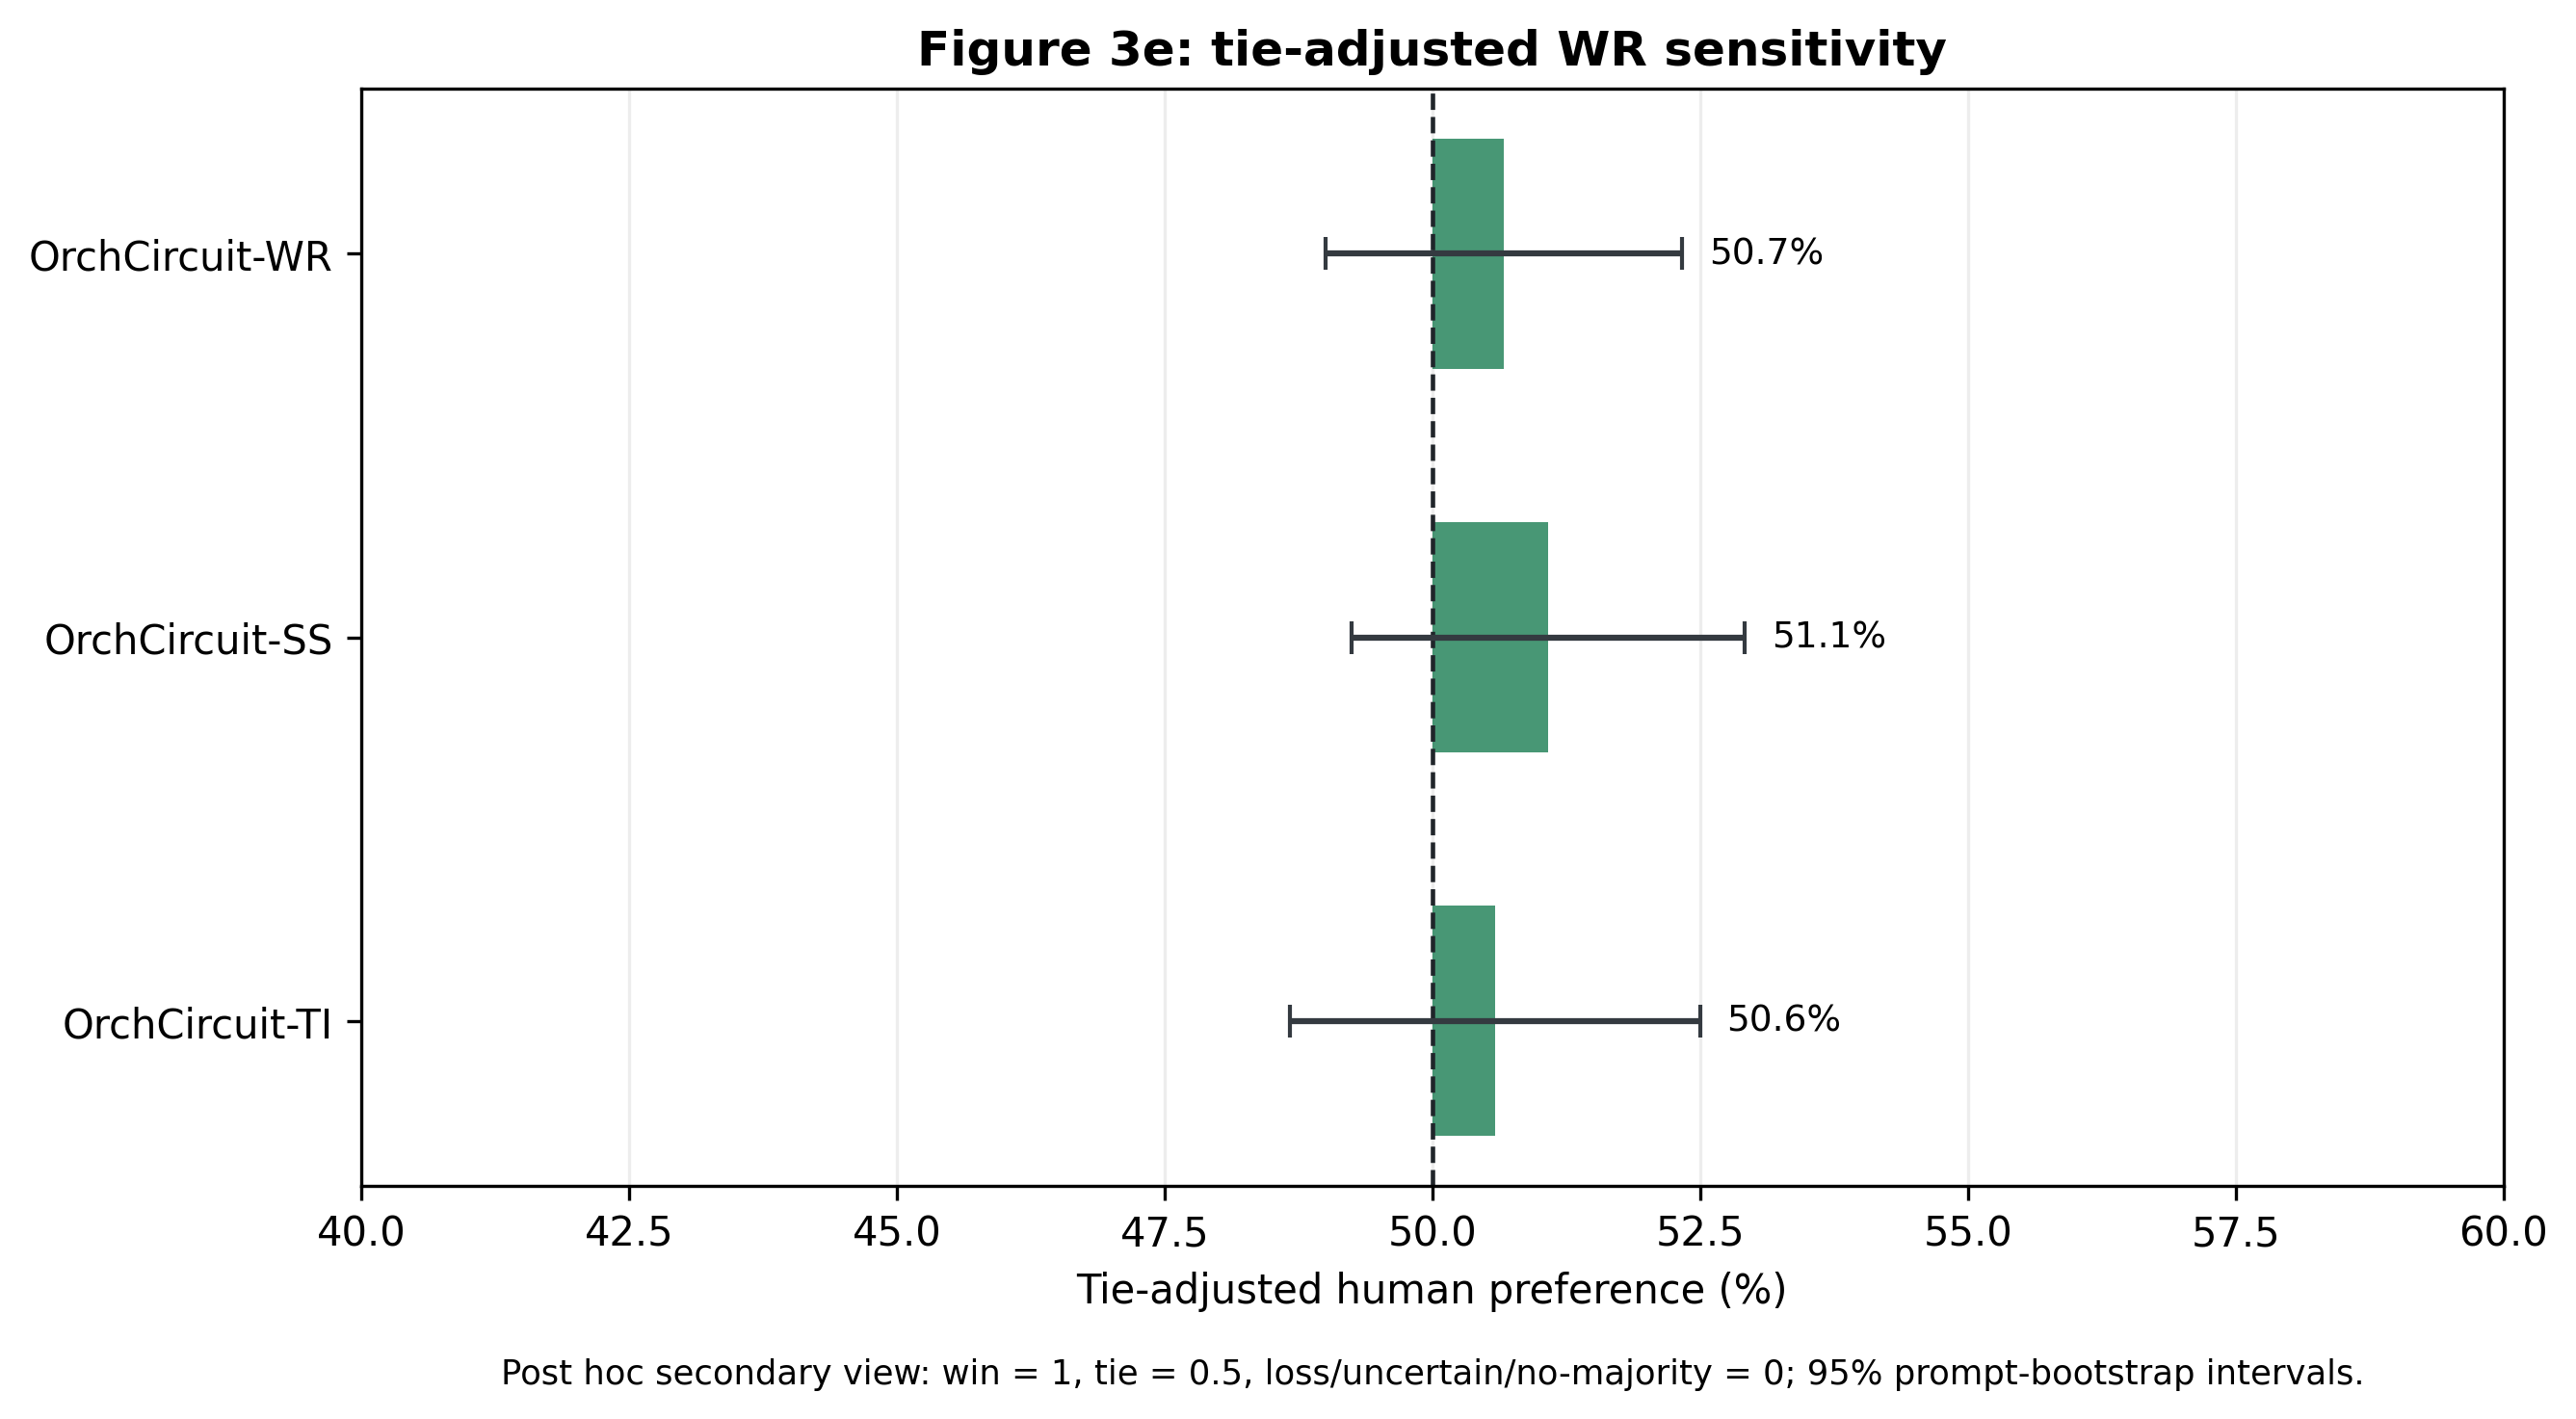 Figure 3e: tie-adjusted WR sensitivity
OrchCircuit-WR
50.7%
OrchCircuit-SS
51.1%
OrchCircuit-TI
50.6%
40.0 42.5 45.0 47.5 50.0 52.5 55.0 57.5 60.0
Tie-adjusted human preference (%)
Post hoc secondary view: win = 1, tie = 0.5, loss/uncertain/no-majority = 0; 95% prompt-bootstrap intervals.